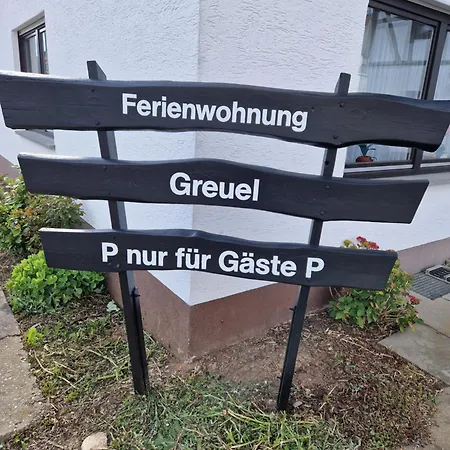 Ferienwohnung
Greuel
P nur für Gäste P